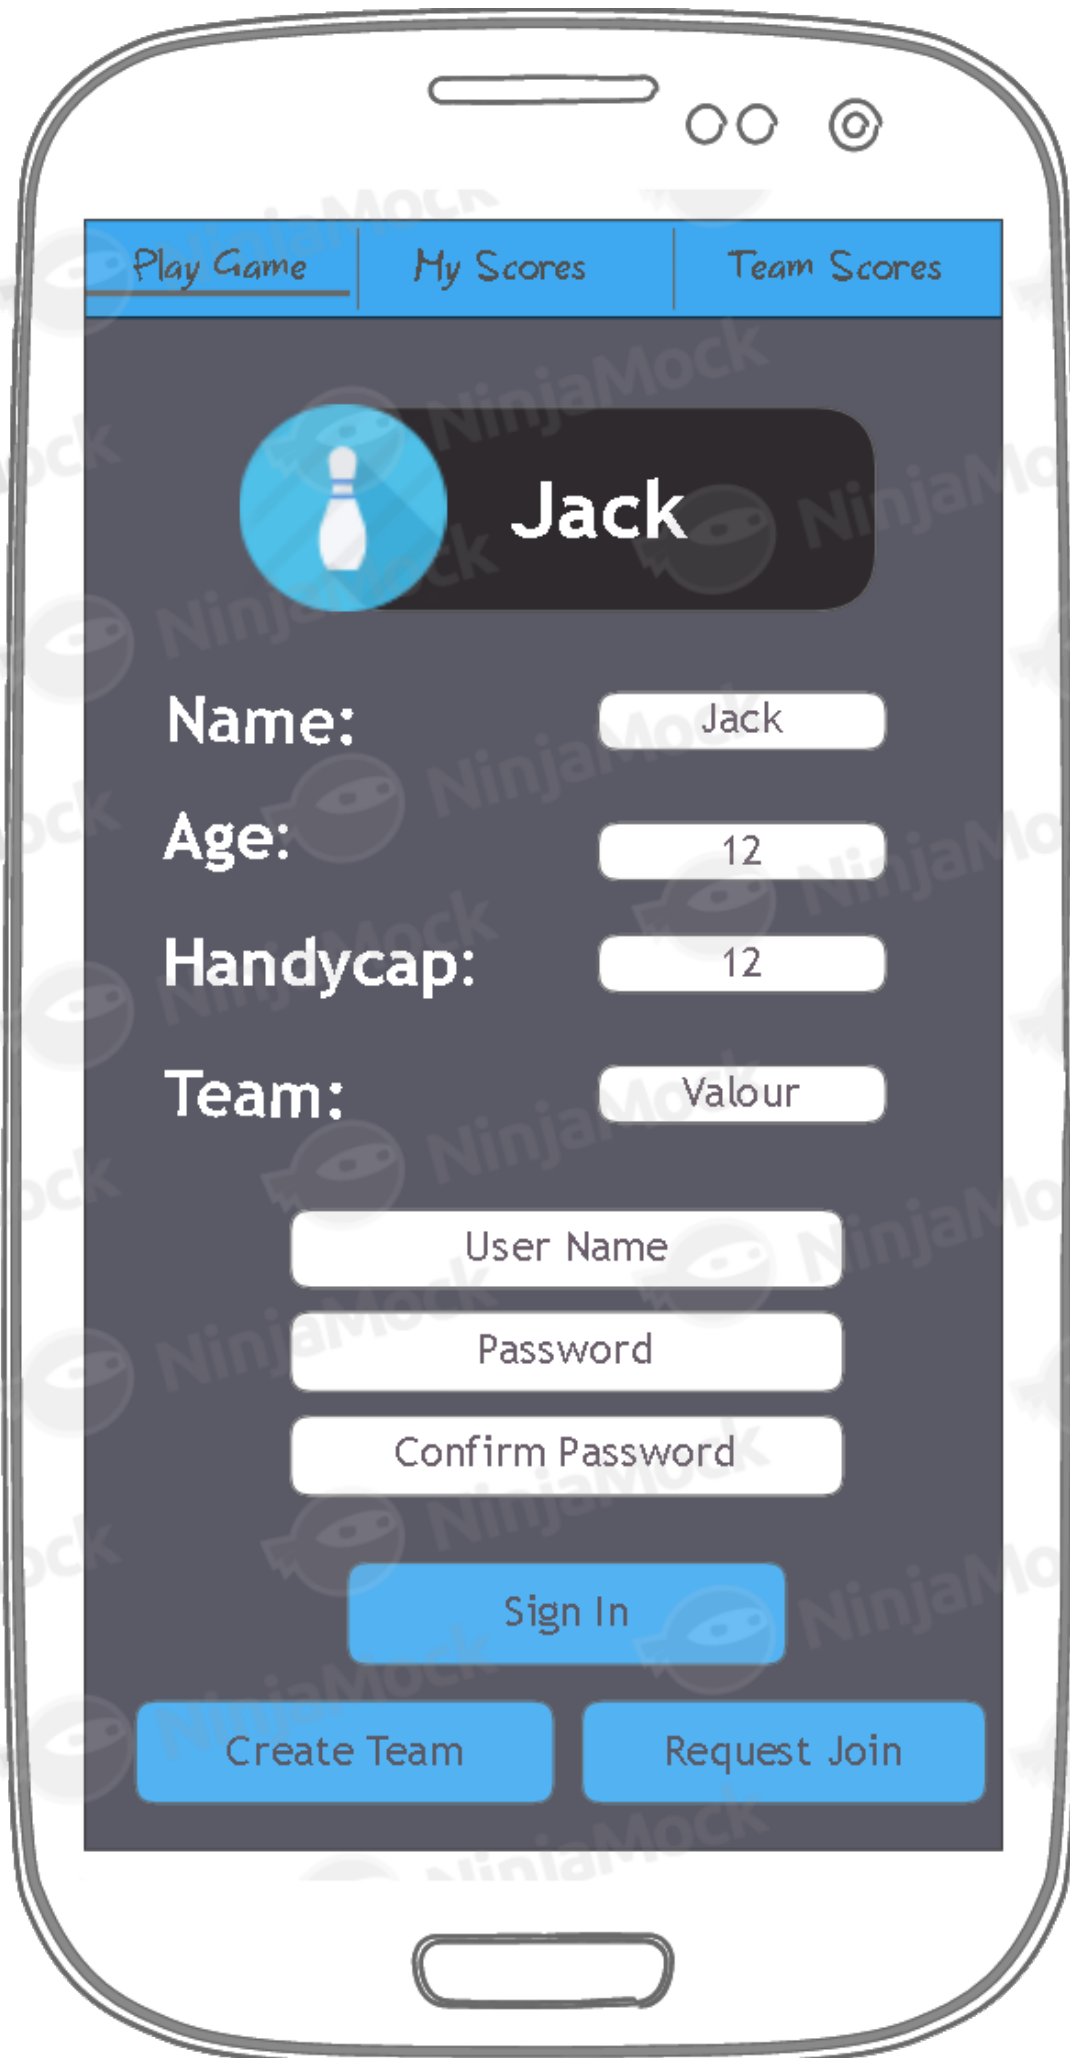 Play Game My Scores Team Scores
Jack
Name: Jack
Age: 12
Handycap: 12
Team: Valour
User Name
Password
Confirm Password
Sign In
Create Team Request Join
NinjaMock